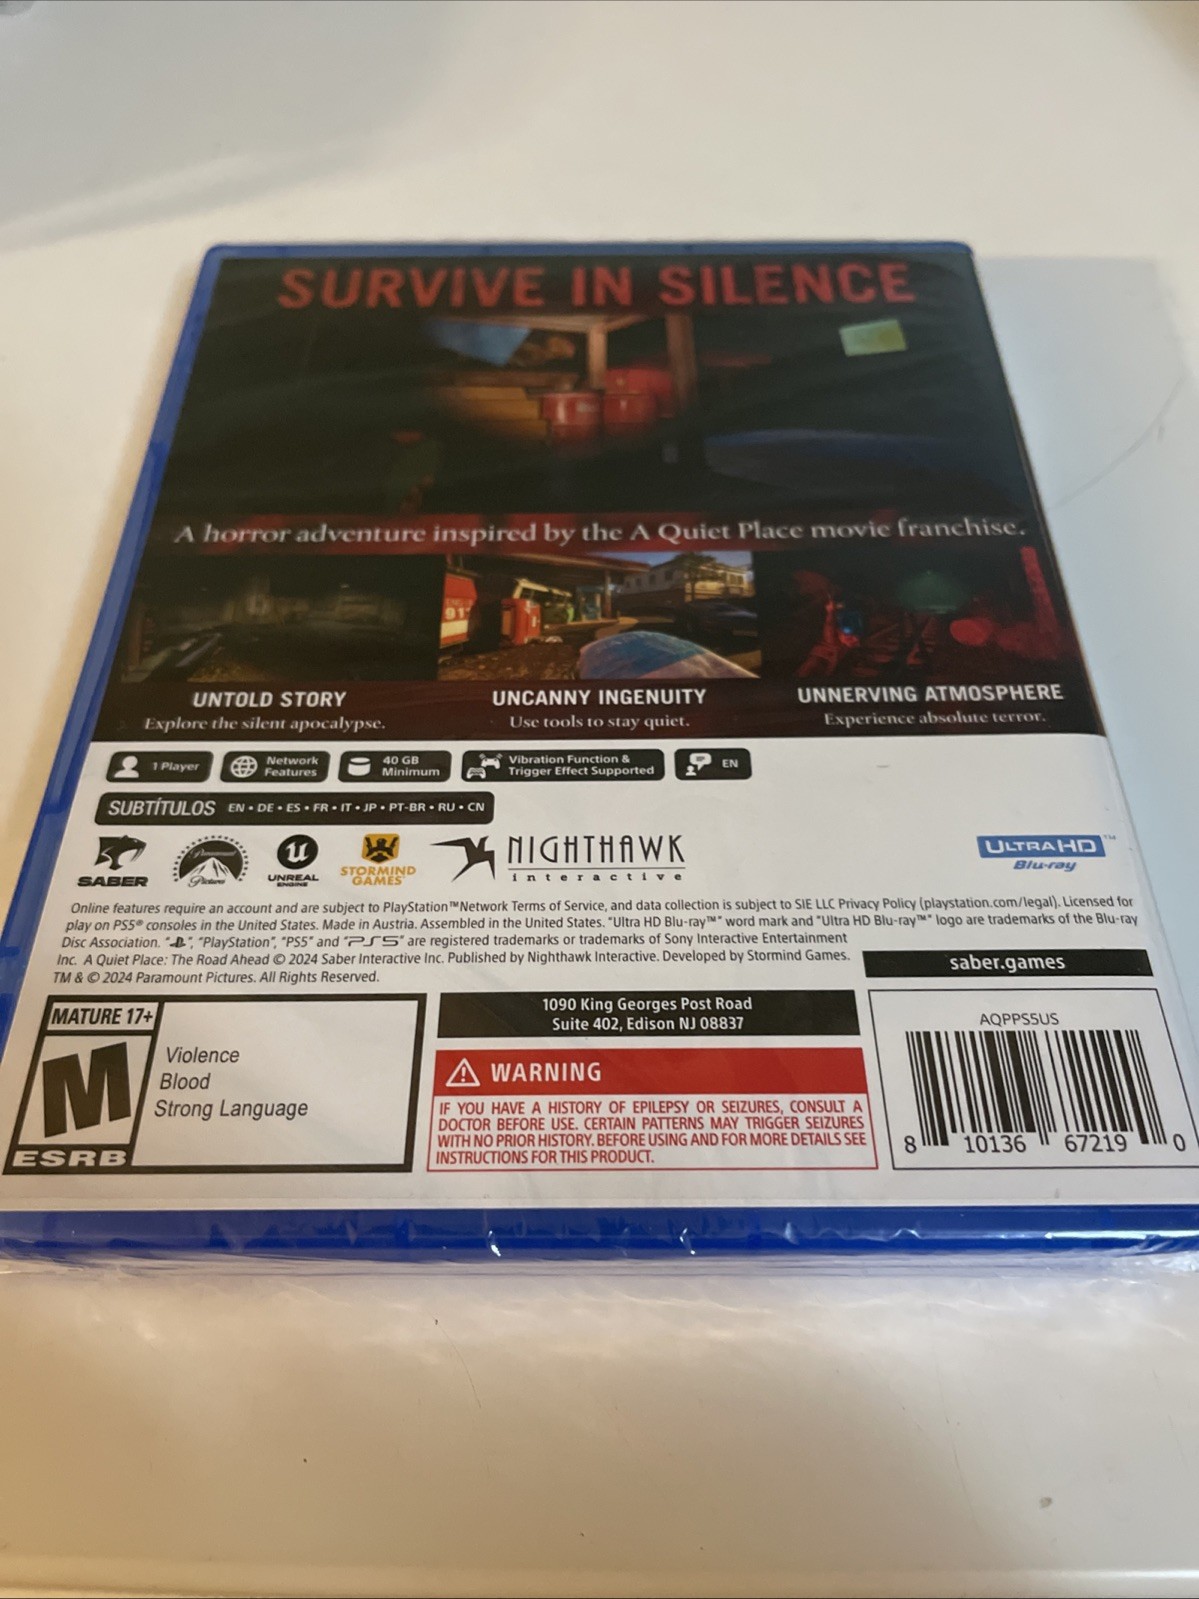 SURVIVE IN SILENCE
A horror adventure inspired by the A Quiet Place movie franchise.
911
UNTOLD STORY
Explore the silent apocalypse.
UNCANNY INGENUITY
Use tools to stay quiet.
UNNERVING ATMOSPHERE
Experience absolute terror.
1 Player
Network
Features
40 GB
Minimum
Vibration Function &
Trigger Effect Supported
EN
SUBTÍTULOS EN • DE • ES • FR • IT • JP • PT-BR • RU • CN
SABER
Paramount
Pictures
UNREAL
ENGINE
STORMIND
GAMES
NIGHTHAWK
interactive
ULTRA HD
Blu-ray™
Online features require an account and are subject to PlayStation™Network Terms of Service, and data collection is subject to SIE LLC Privacy Policy (playstation.com/legal). Licensed for
play on PS5® consoles in the United States. Made in Austria. Assembled in the United States. "Ultra HD Blu-ray™" word mark and "Ultra HD Blu-ray™" logo are trademarks of the Blu-ray
Disc Association. "PS", "PlayStation", "PS5" and "PS5" are registered trademarks or trademarks of Sony Interactive Entertainment
Inc. A Quiet Place: The Road Ahead © 2024 Saber Interactive Inc. Published by Nighthawk Interactive. Developed by Stormind Games.
TM & © 2024 Paramount Pictures. All Rights Reserved.
saber.games
MATURE 17+
M
ESRB
Violence
Blood
Strong Language
1090 King Georges Post Road
Suite 402, Edison NJ 08837
WARNING
IF YOU HAVE A HISTORY OF EPILEPSY OR SEIZURES, CONSULT A
DOCTOR BEFORE USE. CERTAIN PATTERNS MAY TRIGGER SEIZURES
WITH NO PRIOR HISTORY. BEFORE USING AND FOR MORE DETAILS SEE
INSTRUCTIONS FOR THIS PRODUCT.
AQPPS5US
8 10136 67219 0